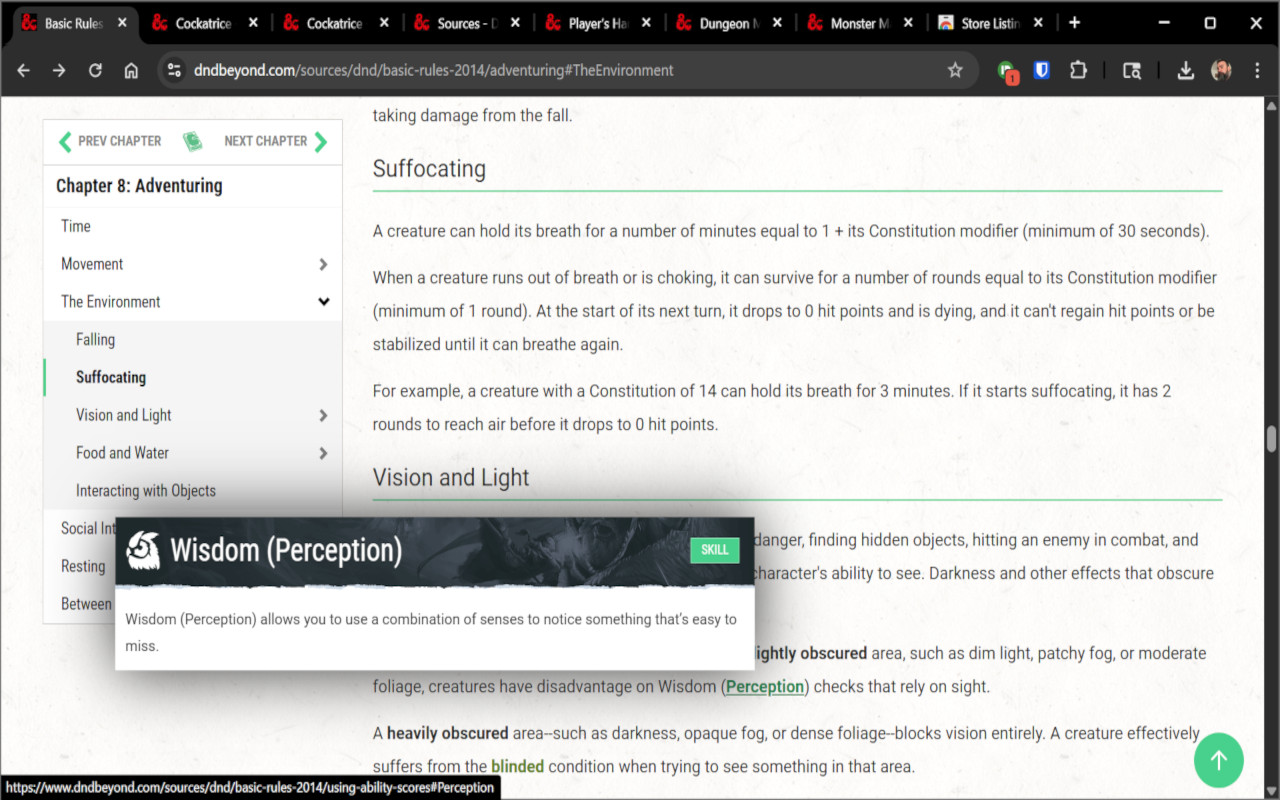 Basic Rules
Cockatrice
Cockatrice
Sources - D
Player's Ha
Dungeon M
Monster M
Store Listin
dndbeyond.com/sources/dnd/basic-rules-2014/adventuring#TheEnvironment
1
PREV CHAPTER
NEXT CHAPTER
Chapter 8: Adventuring
Time
Movement
The Environment
Falling
Suffocating
Vision and Light
Food and Water
Interacting with Objects
Social Int
Resting
Between
taking damage from the fall.
Suffocating
A creature can hold its breath for a number of minutes equal to 1 + its Constitution modifier (minimum of 30 seconds).
When a creature runs out of breath or is choking, it can survive for a number of rounds equal to its Constitution modifier
(minimum of 1 round). At the start of its next turn, it drops to 0 hit points and is dying, and it can't regain hit points or be
stabilized until it can breathe again.
For example, a creature with a Constitution of 14 can hold its breath for 3 minutes. If it starts suffocating, it has 2
rounds to reach air before it drops to 0 hit points.
Vision and Light
danger, finding hidden objects, hitting an enemy in combat, and
character's ability to see. Darkness and other effects that obscure
Wisdom (Perception)
SKILL
Wisdom (Perception) allows you to use a combination of senses to notice something that's easy to
miss.
lightly obscured area, such as dim light, patchy fog, or moderate
foliage, creatures have disadvantage on Wisdom (Perception) checks that rely on sight.
A heavily obscured area--such as darkness, opaque fog, or dense foliage--blocks vision entirely. A creature effectively
suffers from the blinded condition when trying to see something in that area.
https://www.dndbeyond.com/sources/dnd/basic-rules-2014/using-ability-scores#Perception